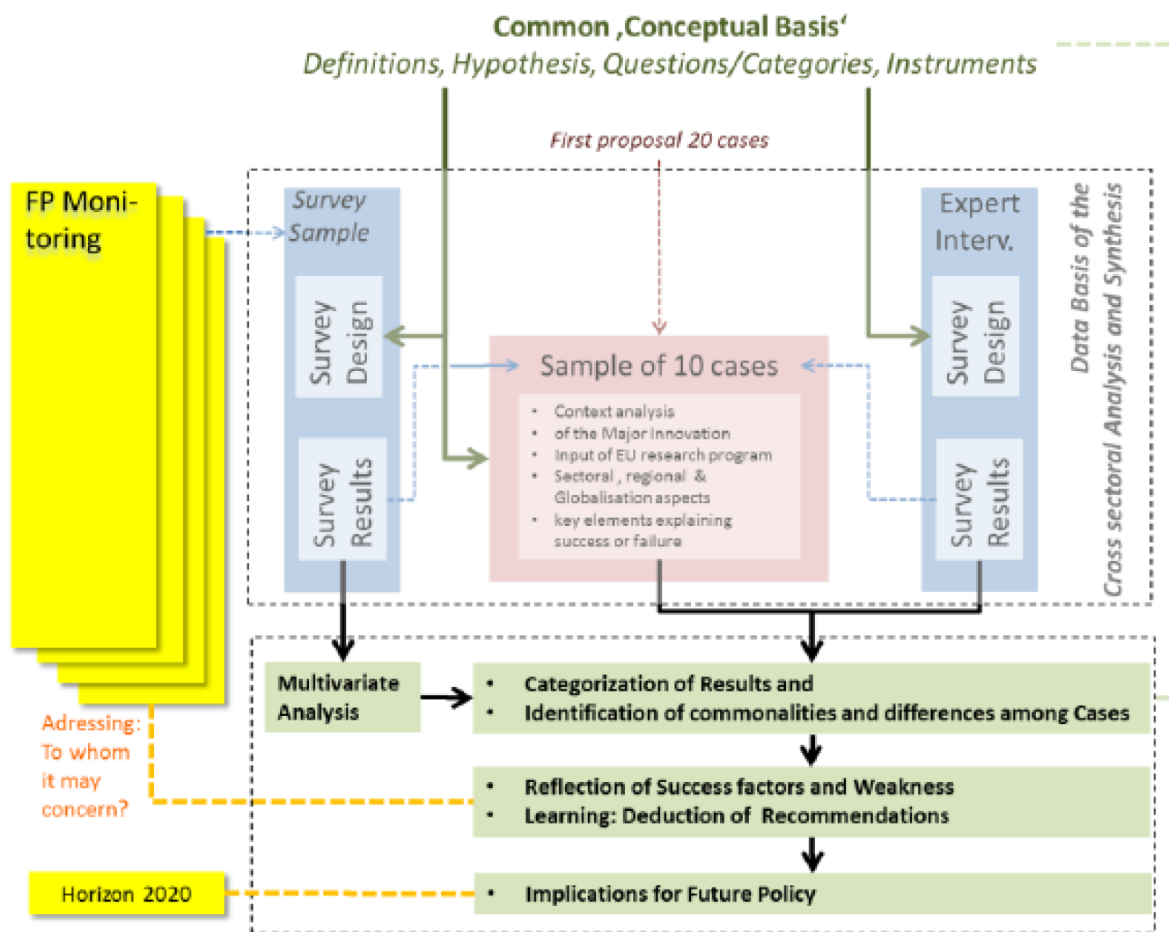 Common ‚Conceptual Basis‘
Definitions, Hypothesis, Questions/Categories, Instruments
First proposal 20 cases
FP Moni-
toring
Survey
Sample
Survey
Design
Survey
Results
Sample of 10 cases
• Context analysis
• of the Major Innovation
• Input of EU research program
• Sectoral , regional &
Globalisation aspects
• key elements explaining
success or failure
Expert
Interv.
Survey
Design
Survey
Results
Data Basis of the
Cross sectoral Analysis and Synthesis
Multivariate
Analysis
• Categorization of Results and
• Identification of commonalities and differences among Cases
Adressing:
To whom
it may
concern?
• Reflection of Success factors and Weakness
• Learning: Deduction of Recommendations
Horizon 2020
• Implications for Future Policy